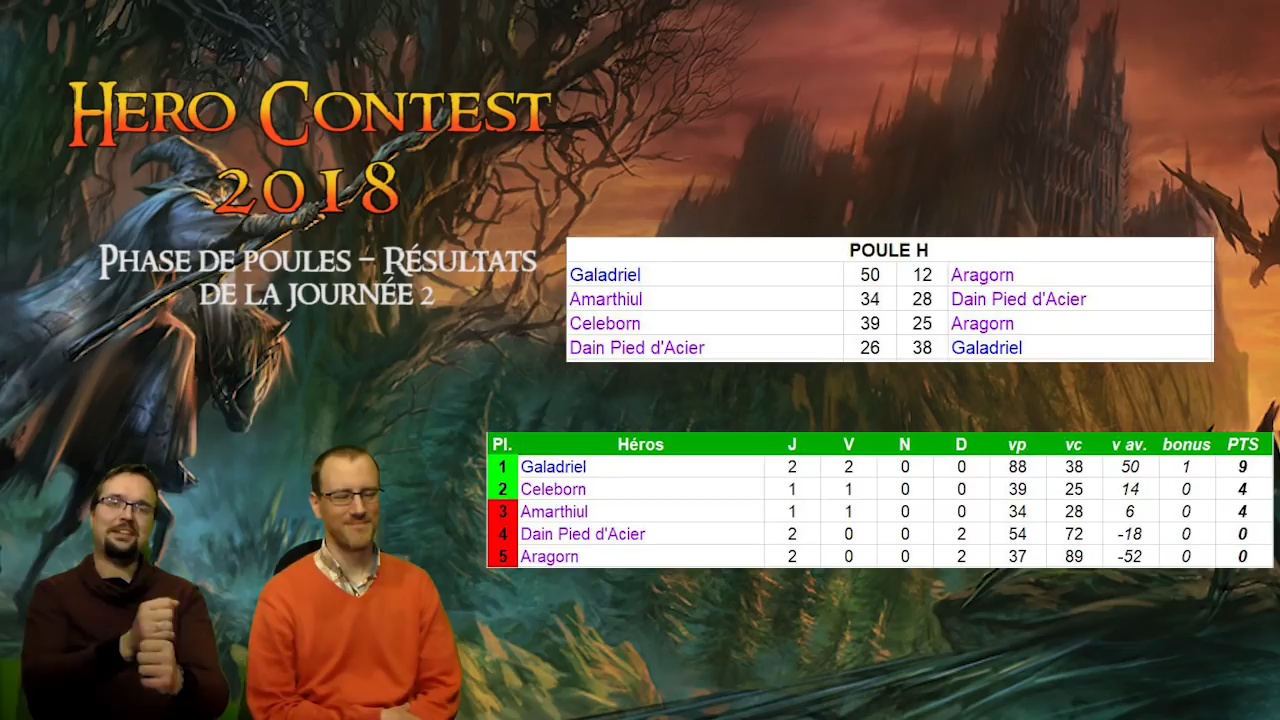 Hero Contest
2018
Phase de poules – Résultats
de la journée 2
POULE H
Galadriel 50 12 Aragorn
Amarthiul 34 28 Dain Pied d'Acier
Celeborn 39 25 Aragorn
Dain Pied d'Acier 26 38 Galadriel
Pl. Héros J V N D vp vc v av. bonus PTS
1 Galadriel 2 2 0 0 88 38 50 1 9
2 Celeborn 1 1 0 0 39 25 14 0 4
3 Amarthiul 1 1 0 0 34 28 6 0 4
4 Dain Pied d'Acier 2 0 0 2 54 72 -18 0 0
5 Aragorn 2 0 0 2 37 89 -52 0 0